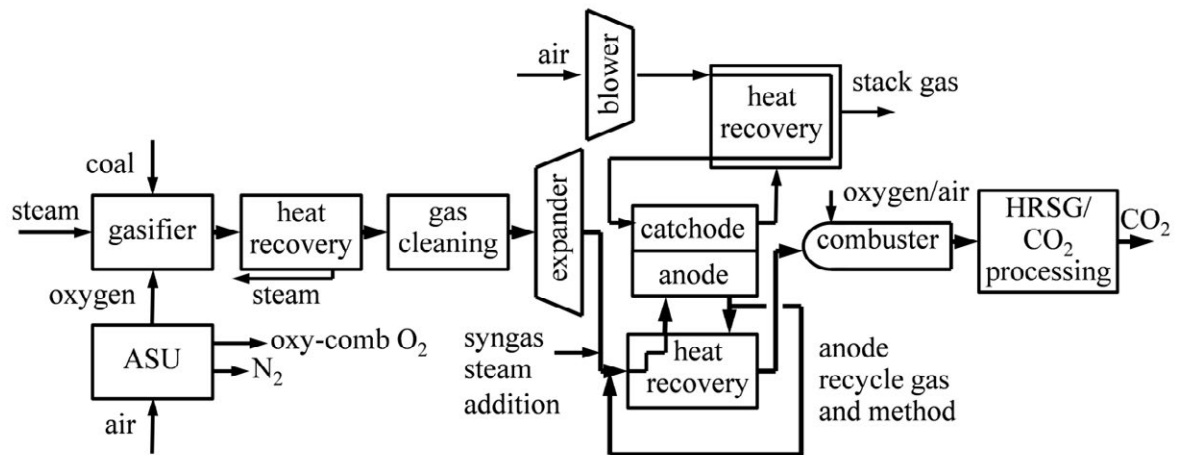 air
blower
heat
recovery
stack gas
coal
steam
gasifier
heat
recovery
steam
gas
cleaning
expander
catchode
anode
oxygen/air
combuster
HRSG/
CO₂
processing
CO₂
oxygen
ASU
oxy-comb O₂
N₂
air
syngas
steam
addition
heat
recovery
anode
recycle gas
and method